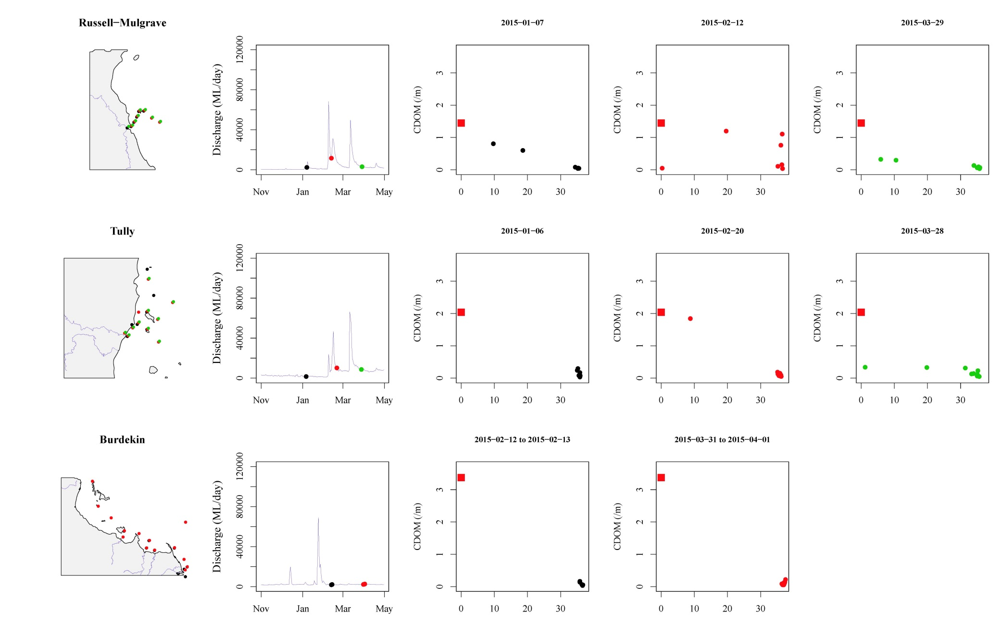 Russell−Mulgrave
2015−01−07
2015−02−12
2015−03−29
Discharge (ML/day)
0 40000 80000 120000
Nov Jan Mar May
CDOM (/m)
0 1 2 3
0 10 20 30
CDOM (/m)
0 1 2 3
0 10 20 30
CDOM (/m)
0 1 2 3
0 10 20 30
Tully
2015−01−06
2015−02−20
2015−03−28
Discharge (ML/day)
0 40000 80000 120000
Nov Jan Mar May
CDOM (/m)
0 1 2 3
0 10 20 30
CDOM (/m)
0 1 2 3
0 10 20 30
CDOM (/m)
0 1 2 3
0 10 20 30
Burdekin
2015−02−12 to 2015−02−13
2015−03−31 to 2015−04−01
Discharge (ML/day)
0 40000 80000 120000
Nov Jan Mar May
CDOM (/m)
0 1 2 3
0 10 20 30
CDOM (/m)
0 1 2 3
0 10 20 30